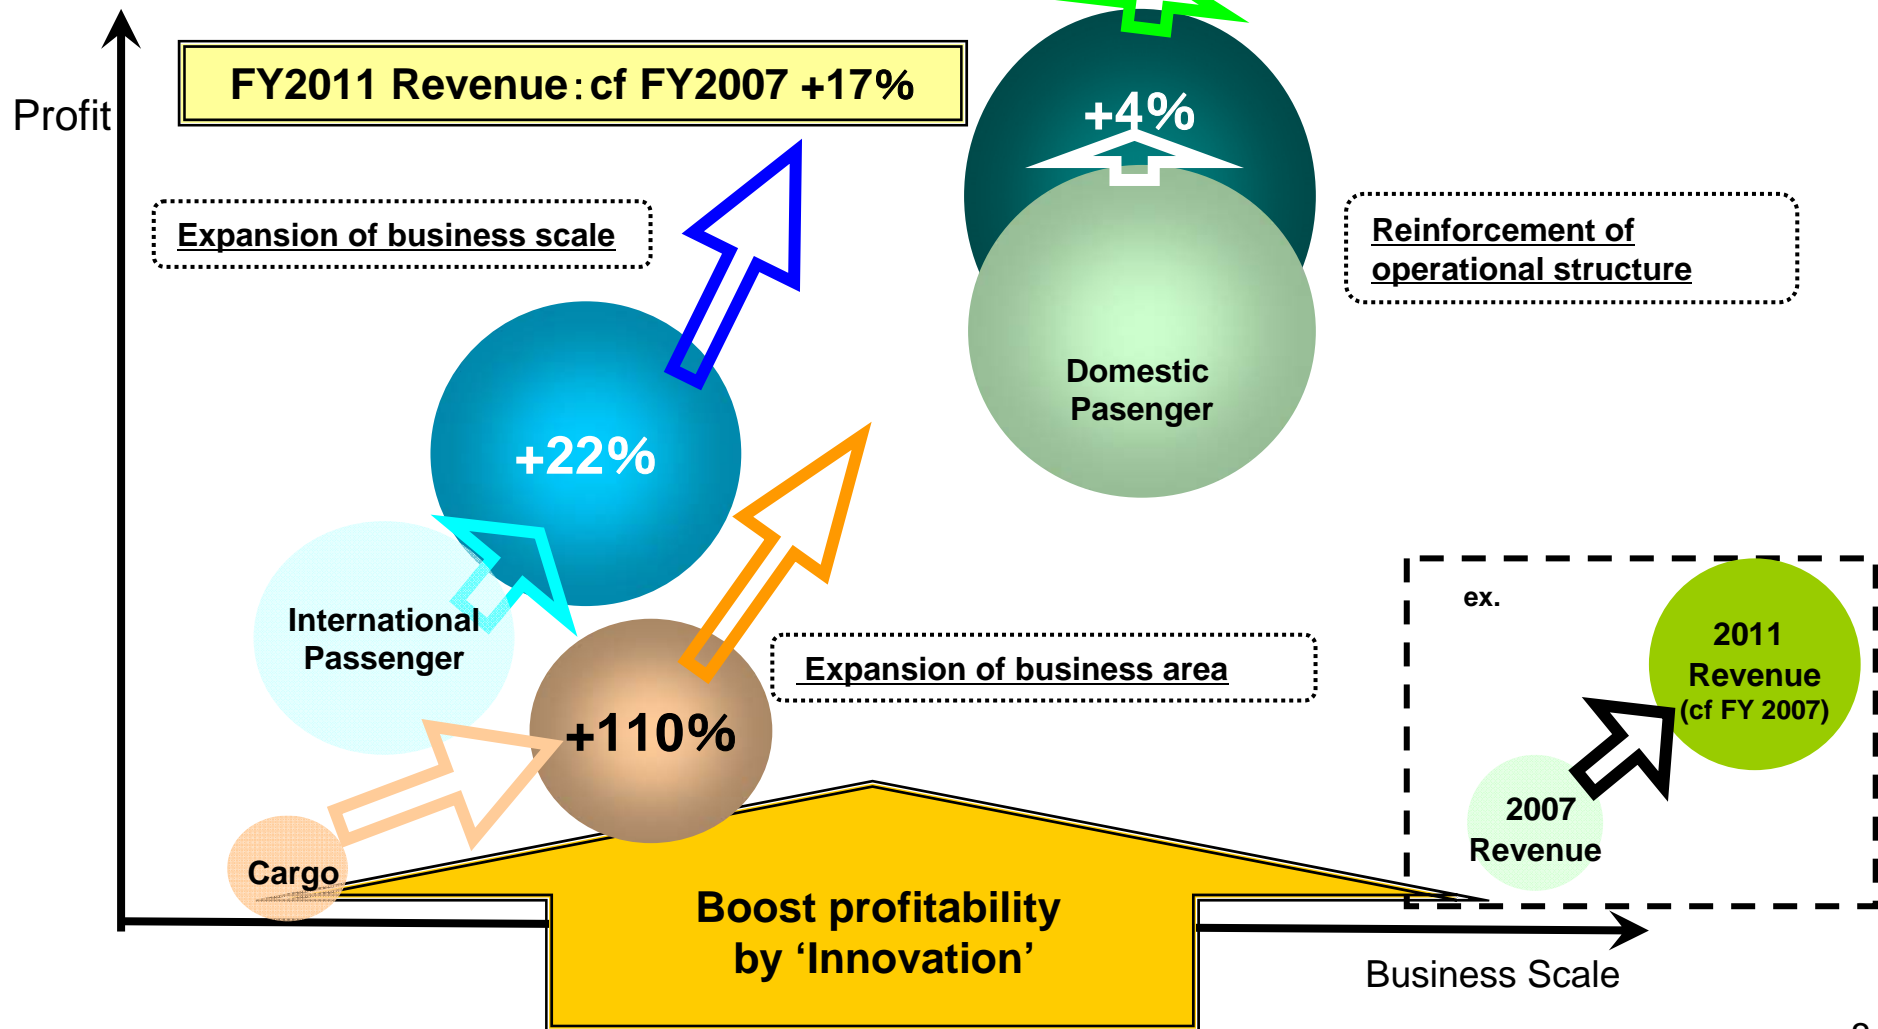 Profit
FY2011 Revenue:cf FY2007 +17%
+4%
Expansion of business scale
Reinforcement of
operational structure
Domestic
Pasenger
+22%
International
Passenger
Expansion of business area
+110%
Cargo
ex.
2011
Revenue
(cf FY 2007)
2007
Revenue
Boost profitability
by ‘Innovation’
Business Scale